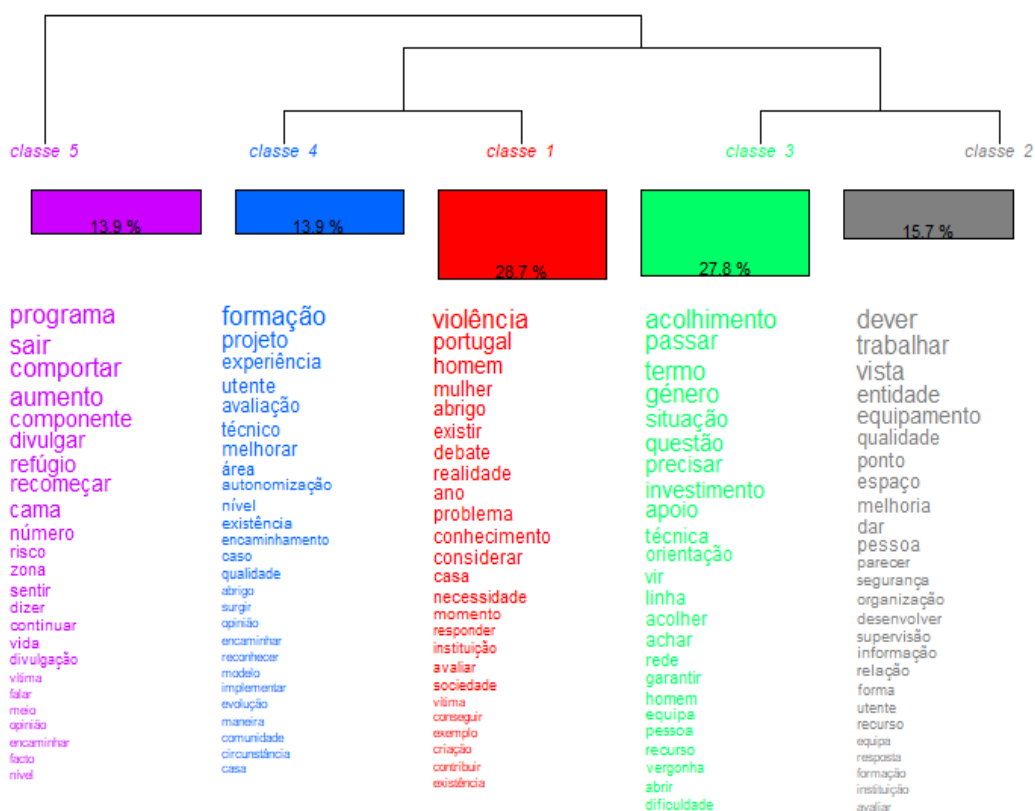 classe 5
classe 4
classe 1
classe 3
classe 2
13.9 %
13.9 %
28.7 %
27.8 %
15.7 %
programa
sair
comportar
aumento
componente
divulgar
refúgio
recomeçar
cama
número
risco
zona
sentir
dizer
continuar
vida
divulgação
vítima
falar
meio
opinião
encaminhar
facto
nível
formação
projeto
experiência
utente
avaliação
técnico
melhorar
área
autonomização
nível
existência
encaminhamento
caso
qualidade
abrigo
surgir
opinião
encaminhar
reconhecer
modelo
implementar
evolução
maneira
comunidade
circunstância
casa
violência
portugal
homem
mulher
abrigo
existir
debate
realidade
ano
problema
conhecimento
considerar
casa
necessidade
momento
responder
instituição
avaliar
sociedade
vítima
conseguir
exemplo
criação
contribuir
existência
acolhimento
passar
termo
género
situação
questão
precisar
investimento
apoio
técnica
orientação
vir
linha
acolher
achar
rede
garantir
homem
equipa
pessoa
recurso
vergonha
abrir
dificuldade
dever
trabalhar
vista
entidade
equipamento
qualidade
ponto
espaço
melhoria
dar
pessoa
parecer
segurança
organização
desenvolver
supervisão
informação
relação
forma
utente
recurso
equipa
resposta
formação
instituição
avaliar